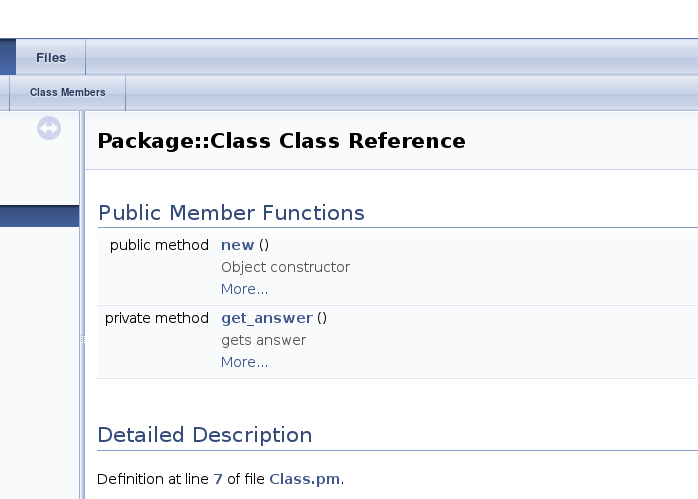 Files
Class Members
Package::Class Class Reference
Public Member Functions
public method new ()
Object constructor
More...
private method get_answer ()
gets answer
More...
Detailed Description
Definition at line 7 of file Class.pm.